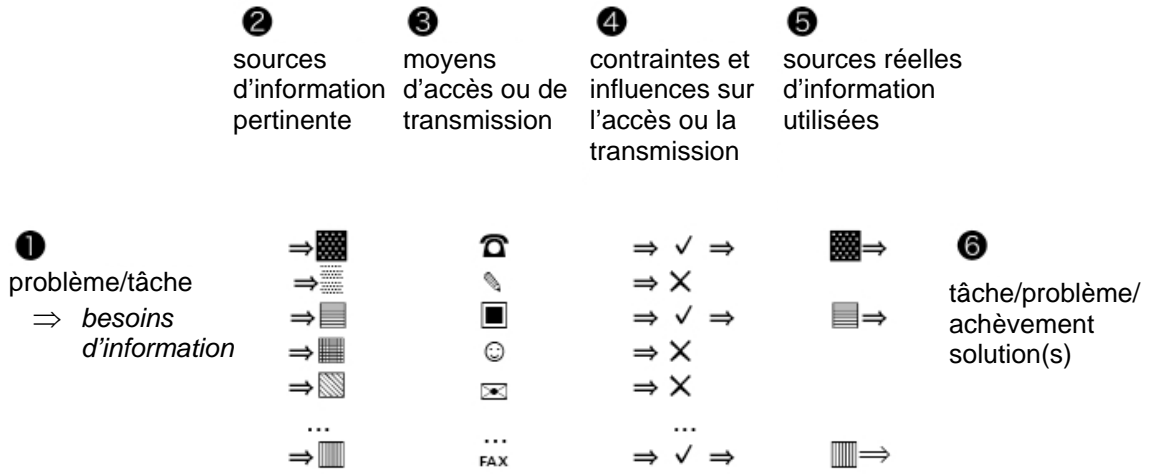 ❷
sources
d’information
pertinente
❸
moyens
d’accès ou de
transmission
❹
contraintes et
influences sur
l’accès ou la
transmission
❺
sources réelles
d’information
utilisées
❶
problème/tâche
⇒ besoins
d’information
...
...
FAX
...
❻
tâche/problème/
achèvement
solution(s)